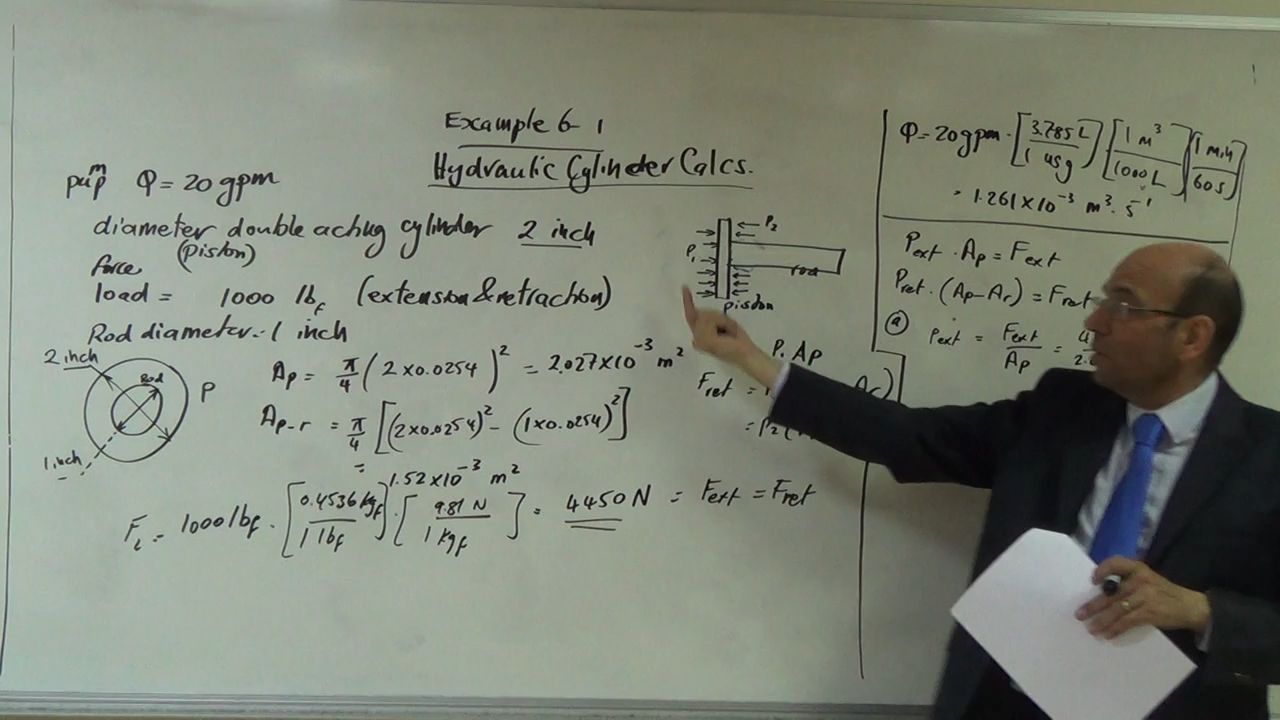 Example 6-1
Hydraulic Cylinder Calcs.
pump Q = 20 gpm
diameter double acting cylinder 2 inch
(piston)
force
load = 1000 lbf (extension & retraction)
Rod diameter = 1 inch
2 inch
Rod
P
1 inch
Ap = π/4 (2 x 0.0254)² = 2.027 x 10⁻³ m²
Ap-r = π/4 [(2x0.0254)² - (1x0.0254)²]
= 1.52 x 10⁻³ m²
FL = 1000 lbf · [0.4536 kgf / 1 lbf] · [9.81 N / 1 kgf] = 4450 N = Fext = Fret
P1
P2
rod
piston
P. Ap
Fret =
= P2 (
Q = 20 gpm · [3.785 L / 1 usg] [1 m³ / 1000 L] [1 min / 60 s]
= 1.261 x 10⁻³ m³. s⁻¹
Pext . Ap = Fext
Pret . (Ap - Ar) = Fret
(a) Pext = Fext / Ap =